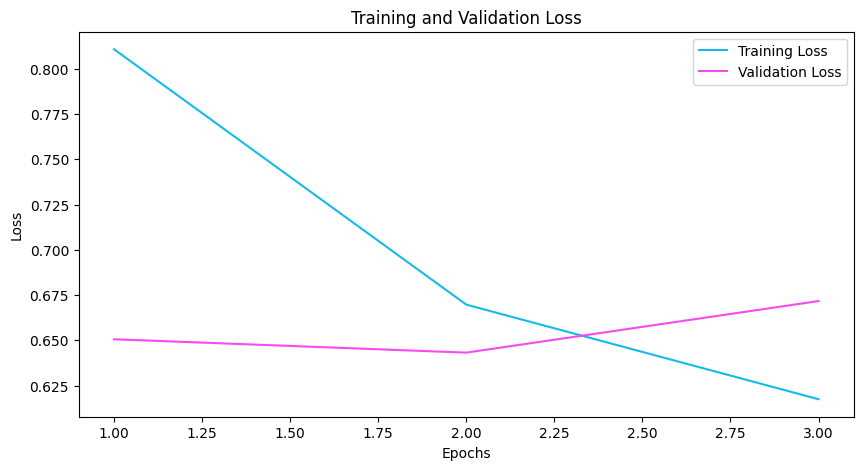 Training and Validation Loss
Training Loss
Validation Loss
0.800
0.775
0.750
0.725
0.700
0.675
0.650
0.625
Loss
1.00 1.25 1.50 1.75 2.00 2.25 2.50 2.75 3.00
Epochs